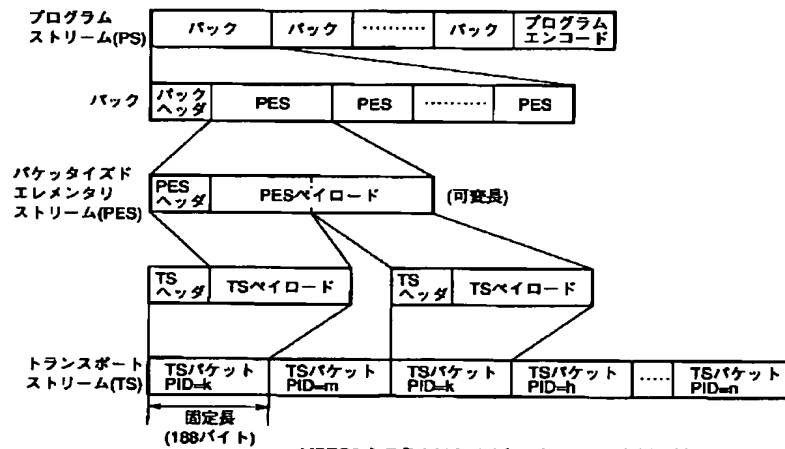 プログラム
ストリーム(PS)
パック
パック
パック
プログラム
エンコード
パック
パック
ヘッダ
PES
PES
PES
パケッタイズド
エレメンタリ
ストリーム(PES)
PES
ヘッダ
PESペイロード
(可変長)
TS
ヘッダ
TSペイロード
TS
ヘッダ
TSペイロード
トランスポート
ストリーム(TS)
TSパケット
PID=k
TSパケット
PID=m
TSパケット
PID=k
TSパケット
PID=h
TSパケット
PID=n
固定長
(188バイト)